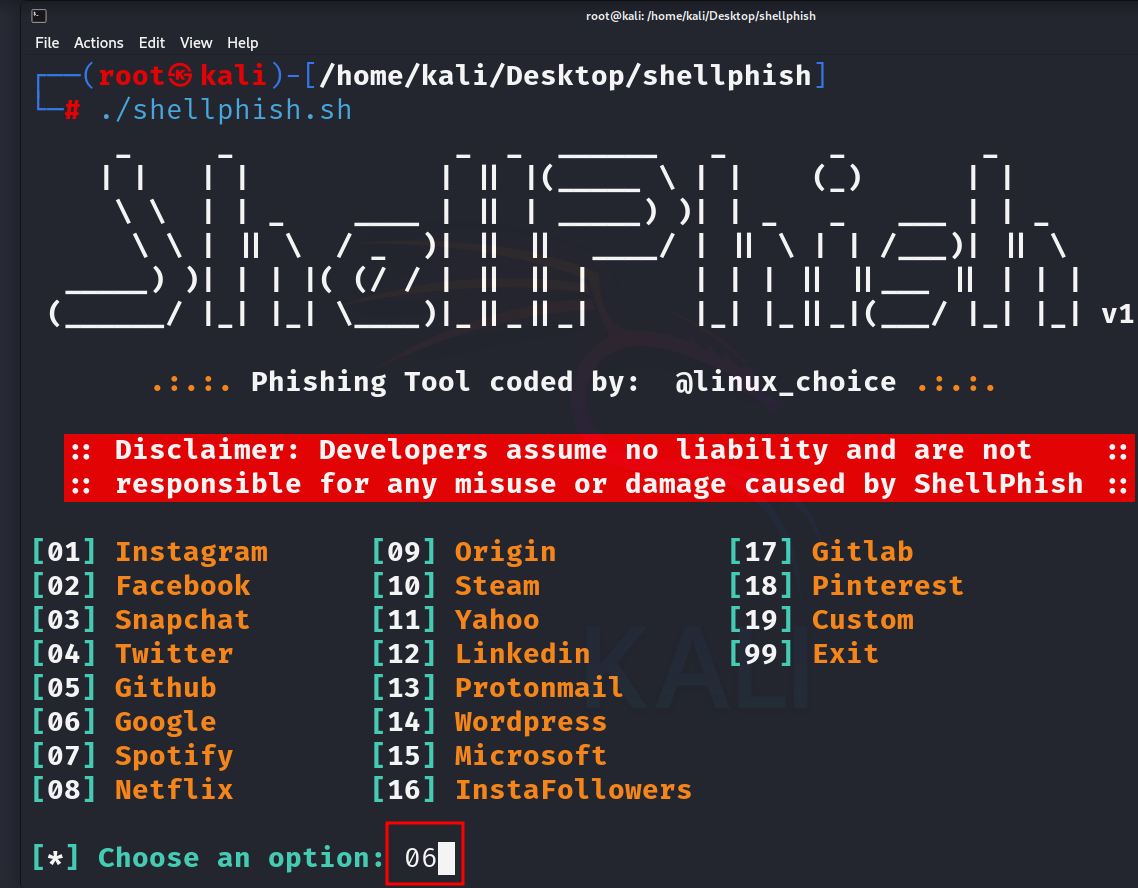 root@kali: /home/kali/Desktop/shellphish
File Actions Edit View Help
(root㉿kali)-[/home/kali/Desktop/shellphish]
# ./shellphish.sh
ShellPhish v1
.:.:. Phishing Tool coded by: @linux_choice .:.:.
:: Disclaimer: Developers assume no liability and are not ::
:: responsible for any misuse or damage caused by ShellPhish ::
[01] Instagram [09] Origin [17] Gitlab
[02] Facebook [10] Steam [18] Pinterest
[03] Snapchat [11] Yahoo [19] Custom
[04] Twitter [12] Linkedin [99] Exit
[05] Github [13] Protonmail
[06] Google [14] Wordpress
[07] Spotify [15] Microsoft
[08] Netflix [16] InstaFollowers
KALI
[*] Choose an option: 06